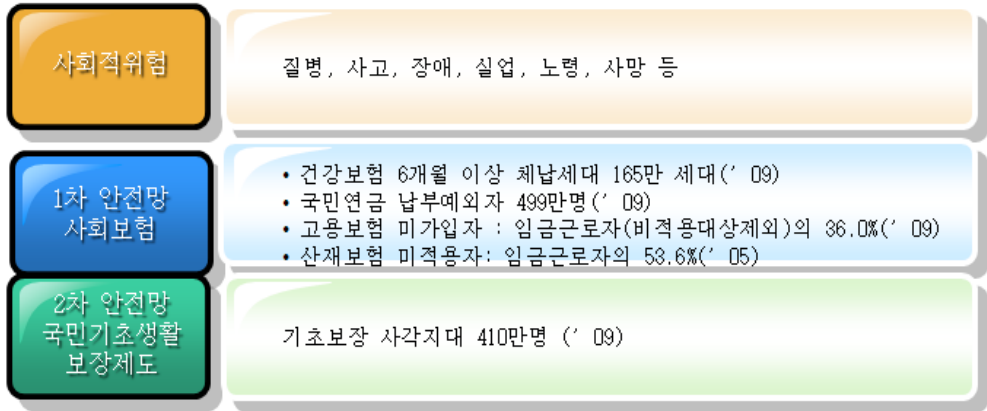 사회적위험
질병, 사고, 장애, 실업, 노령, 사망 등
1차 안전망
사회보험
• 건강보험 6개월 이상 체납세대 165만 세대(’ 09)
• 국민연금 납부예외자 499만명(’ 09)
• 고용보험 미가입자 : 임금근로자(비적용대상제외)의 36.0%(’ 09)
• 산재보험 미적용자: 임금근로자의 53.6%(’ 05)
2차 안전망
국민기초생활
보장제도
기초보장 사각지대 410만명 (’ 09)